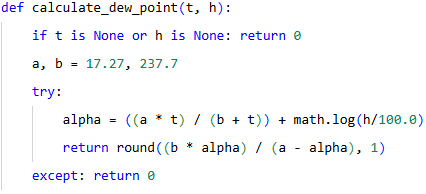 def calculate_dew_point(t, h):
    if t is None or h is None: return 0
    a, b = 17.27, 237.7
    try:
        alpha = ((a * t) / (b + t)) + math.log(h/100.0)
        return round((b * alpha) / (a - alpha), 1)
    except: return 0